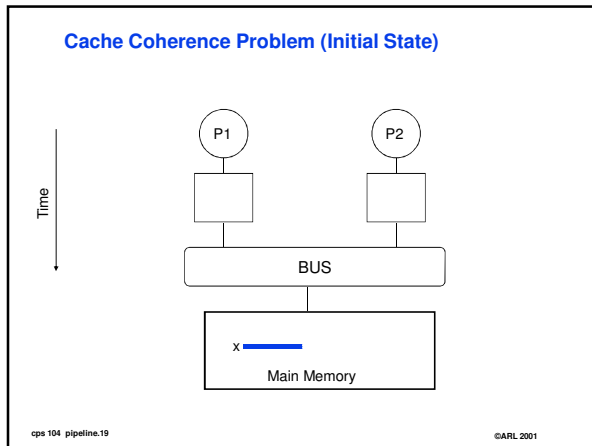 Cache Coherence Problem (Initial State)
P1
P2
Time
BUS
x
Main Memory
cps 104 pipeline.19
©ARL 2001